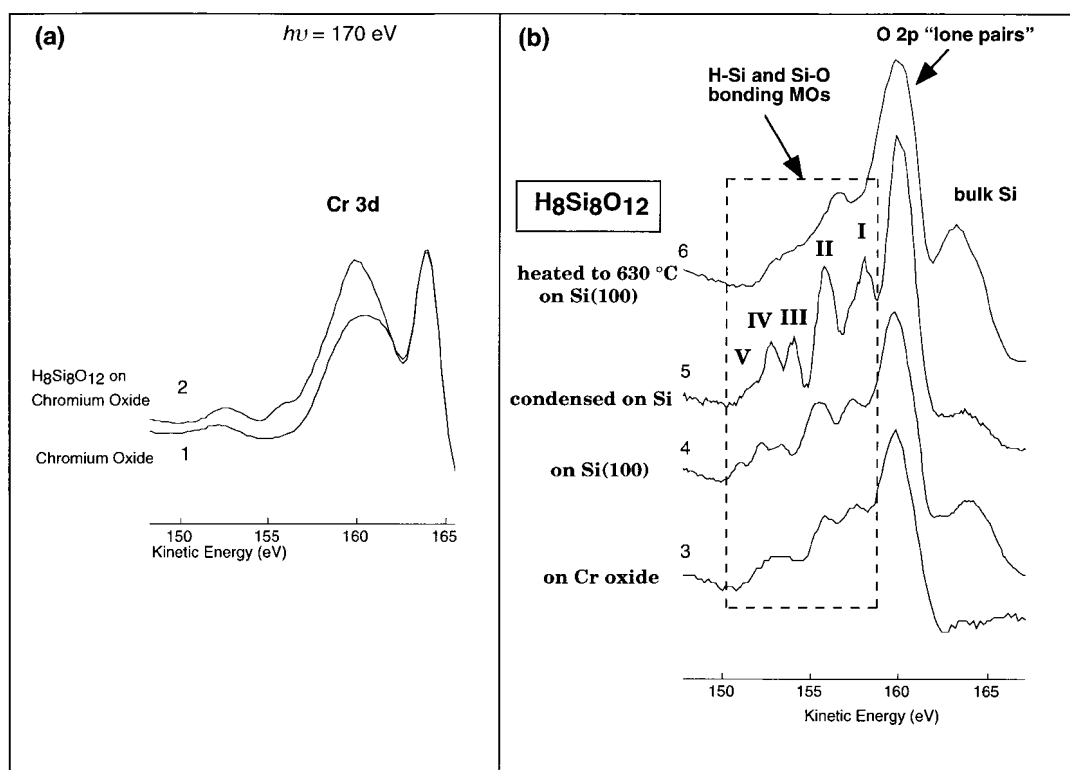 (a)
hυ = 170 eV
Cr 3d
H8Si8O12 on
Chromium Oxide
2
Chromium Oxide
1
150
155
160
165
Kinetic Energy (eV)
(b)
O 2p “lone pairs”
H-Si and Si-O
bonding MOs
H8Si8O12
bulk Si
6
heated to 630 °C
on Si(100)
I
II
III
IV
V
5
condensed on Si
4
on Si(100)
3
on Cr oxide
150
155
160
165
Kinetic Energy (eV)